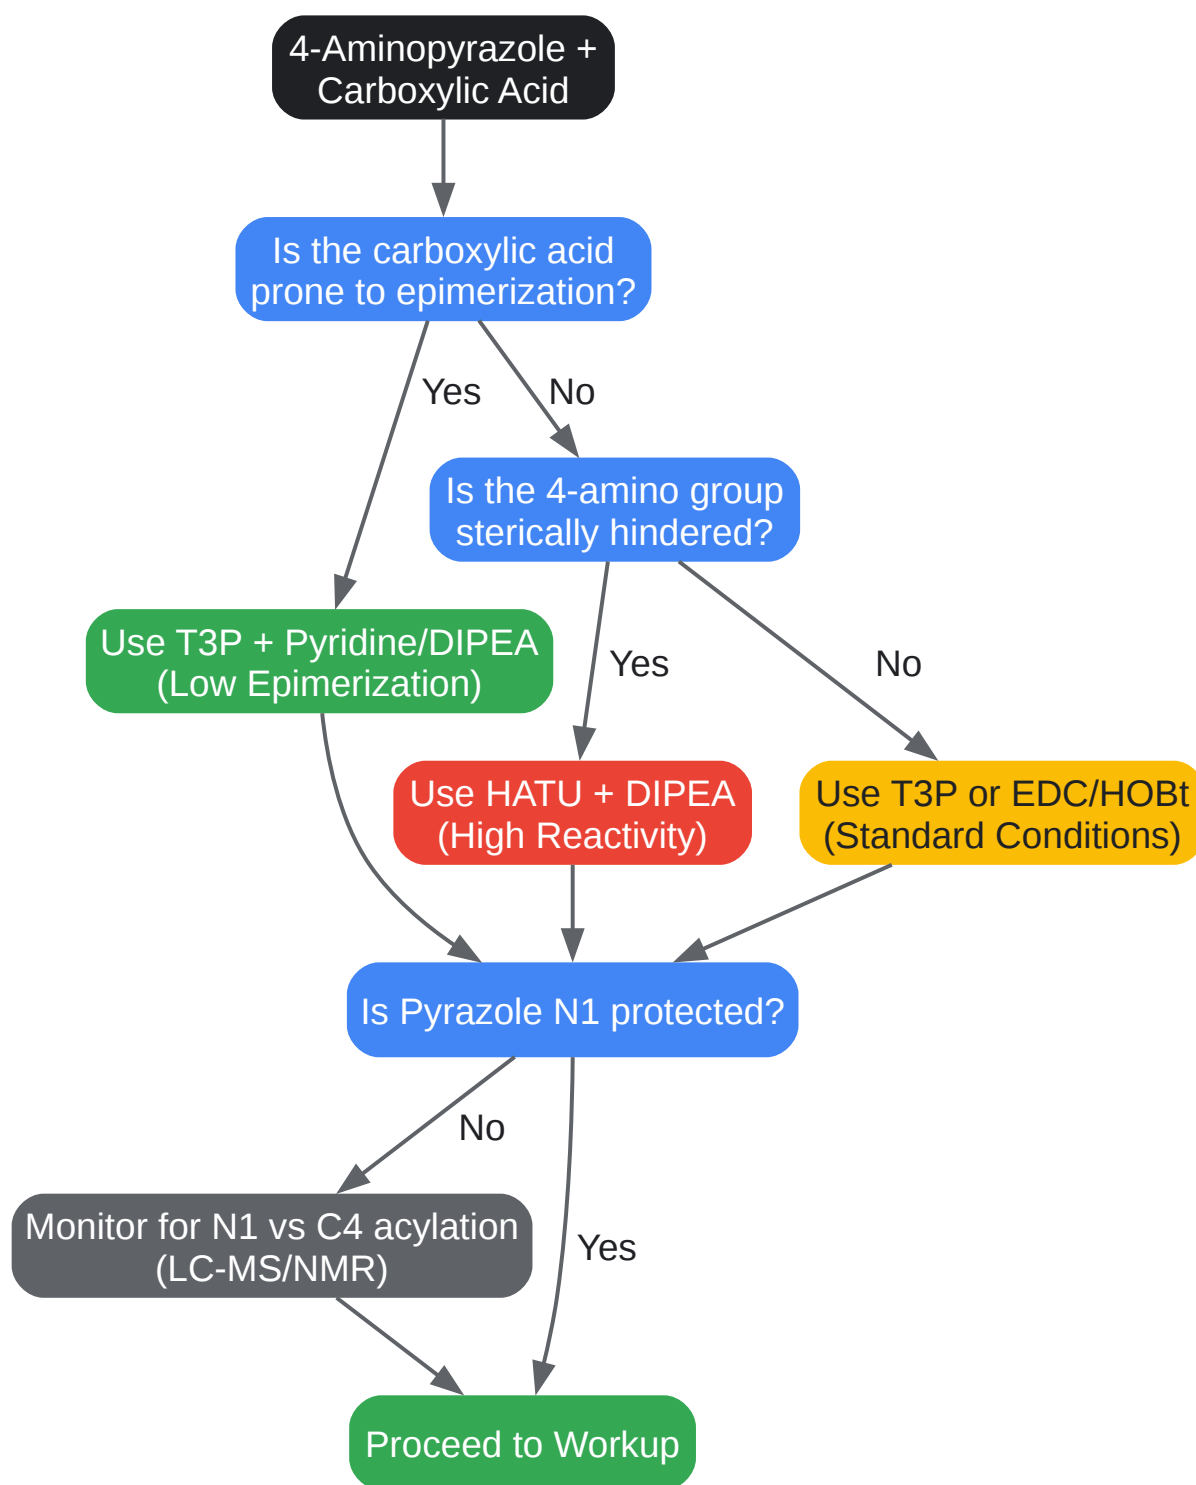 4-Aminopyrazole +
Carboxylic Acid
Is the carboxylic acid
prone to epimerization?
Yes
No
Is the 4-amino group
sterically hindered?
Use T3P + Pyridine/DIPEA
(Low Epimerization)
Yes
No
Use HATU + DIPEA
(High Reactivity)
Use T3P or EDC/HOBt
(Standard Conditions)
Is Pyrazole N1 protected?
No
Monitor for N1 vs C4 acylation
(LC-MS/NMR)
Yes
Proceed to Workup